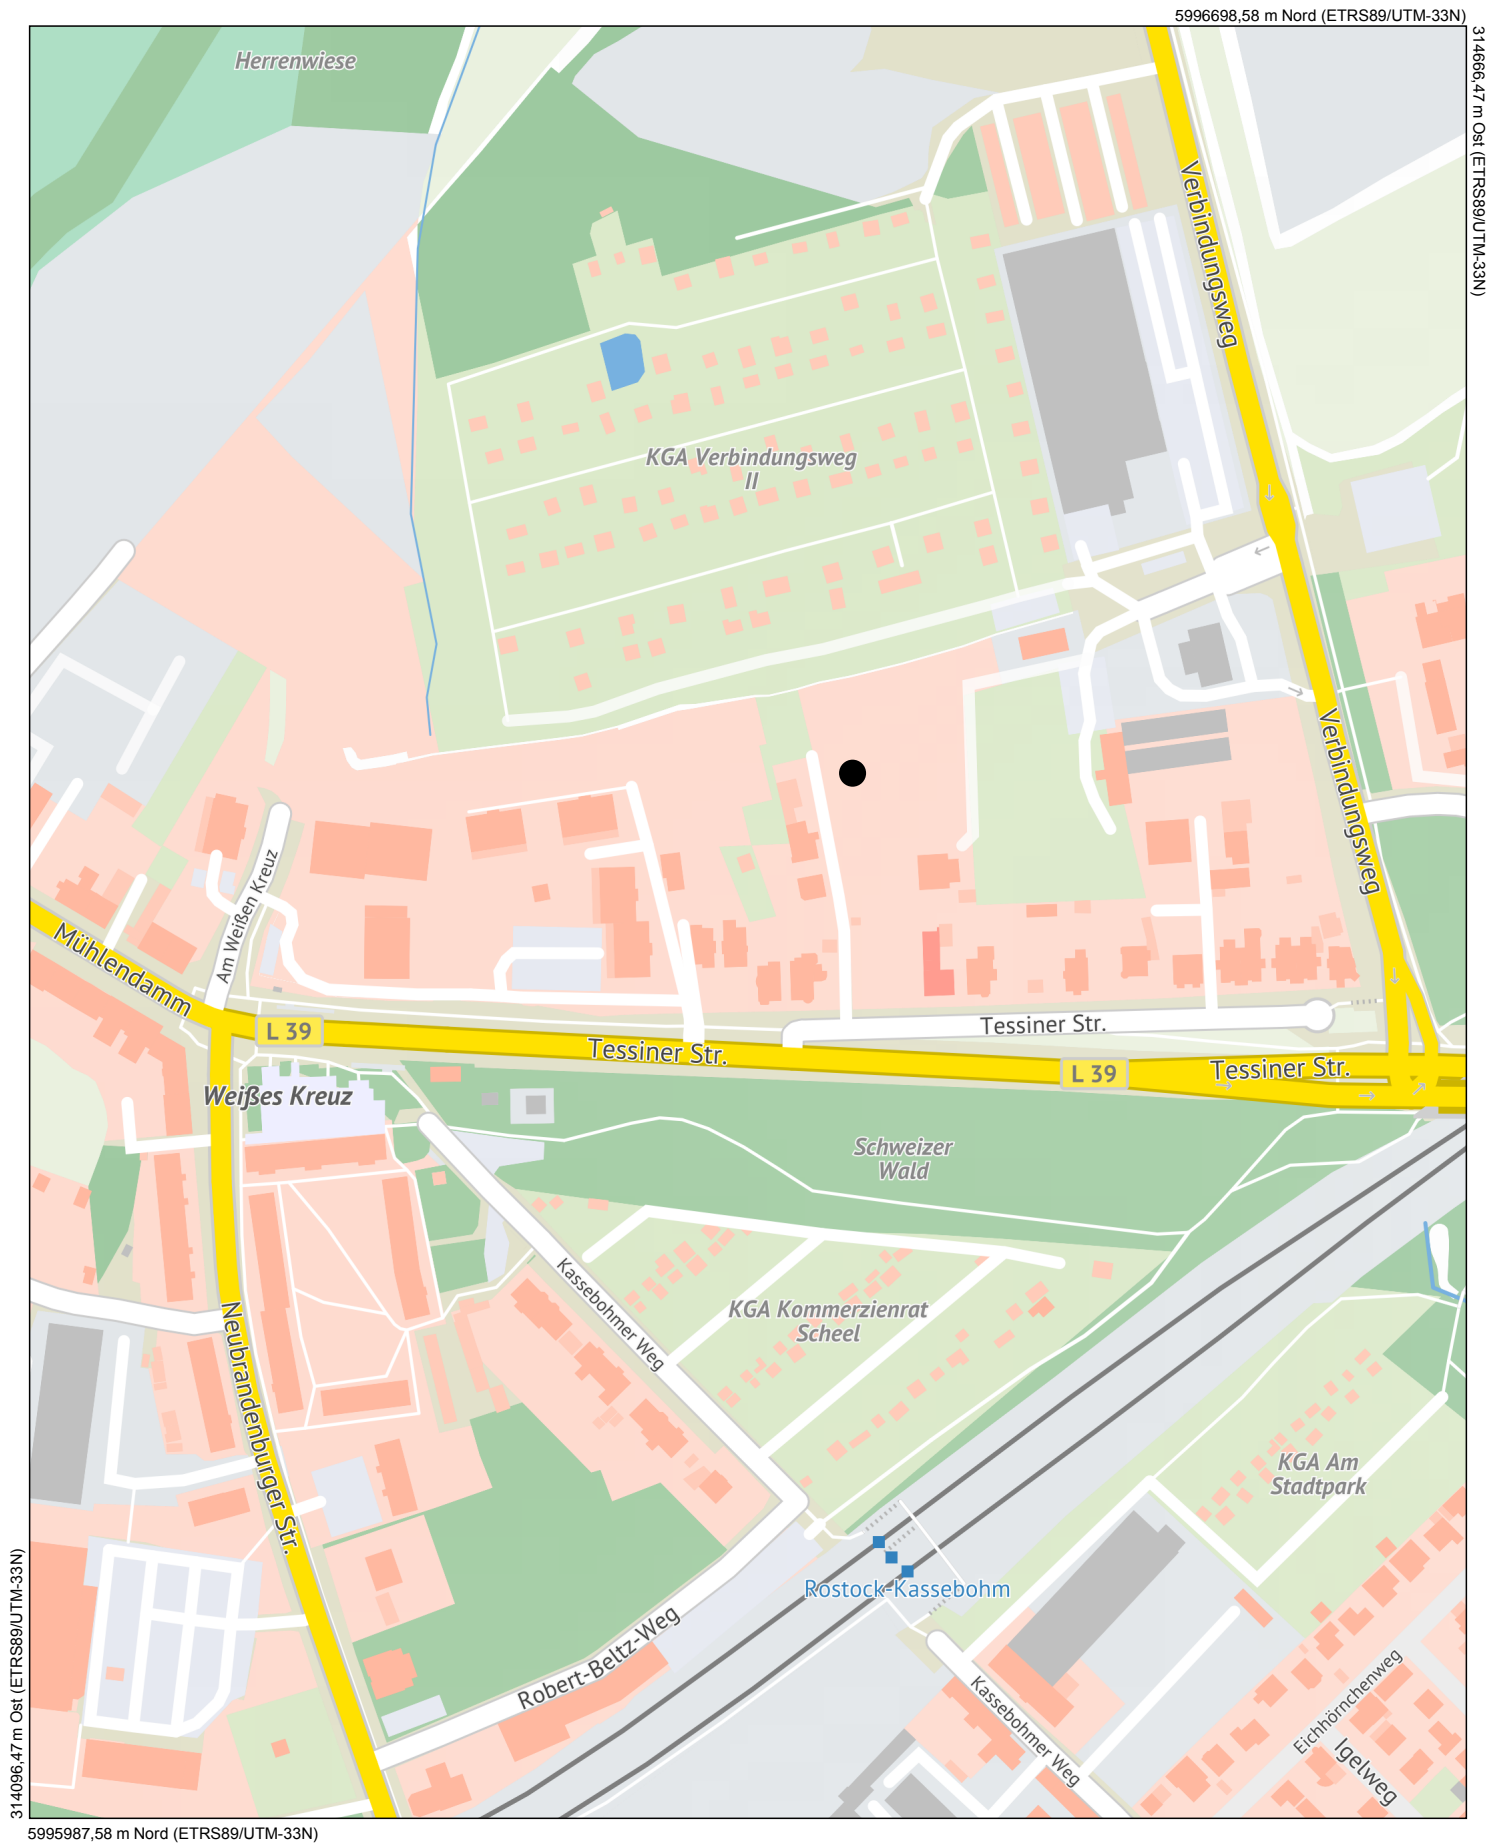 5996698,58 m Nord (ETRS89/UTM-33N)
314666,47 m Ost (ETRS89/UTM-33N)
Herrenwiese
Verbindungsweg
KGA Verbindungsweg
II
Verbindungsweg
Am Weißen Kreuz
Mühlendamm
L 39
Tessiner Str.
Tessiner Str.
L 39
Tessiner Str.
Weißes Kreuz
Schweizer
Wald
Kassebohmer Weg
KGA Kommerzienrat
Scheel
Neubrandenburger Str.
KGA Am
Stadtpark
Rostock-Kassebohm
Robert-Beltz-Weg
Kassebohmer Weg
Eichhörnchenweg
Igelweg
314096,47 m Ost (ETRS89/UTM-33N)
5995987,58 m Nord (ETRS89/UTM-33N)